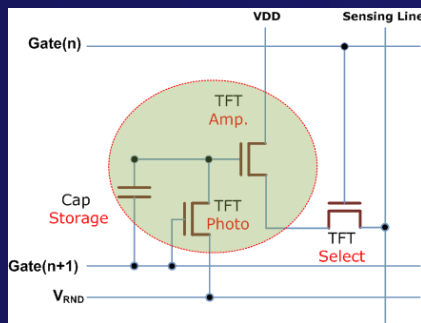 VDD
Sensing Line
Gate(n)
TFT
Amp.
Cap
Storage
TFT
Photo
TFT
Select
Gate(n+1)
VRND